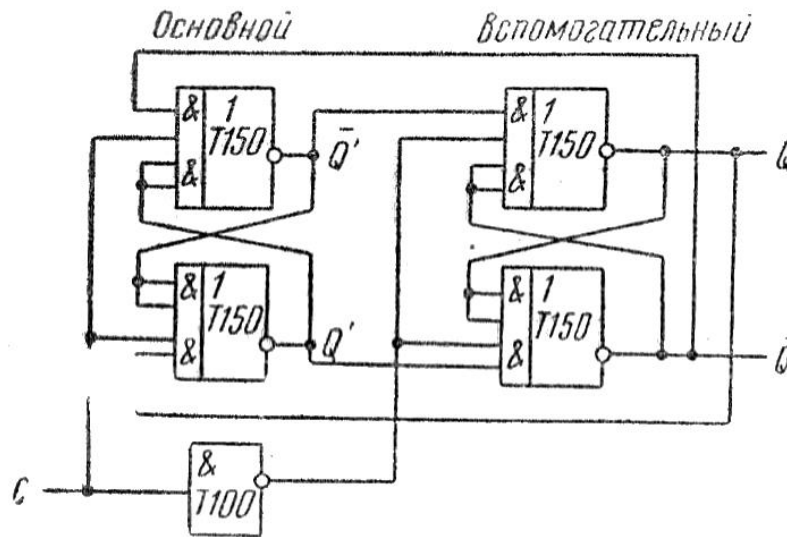 Основной
Вспомогательный
& 1
T150
&
Q̄'
& 1
T150
&
Q'
& 1
T150
&
Q
& 1
T150
&
Q
C
&
T100